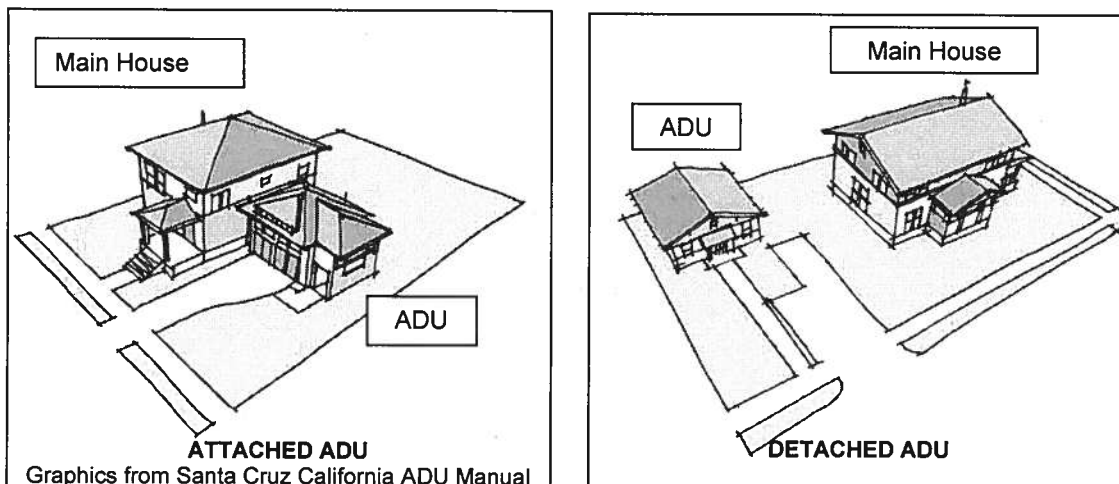 Main House
ADU
ATTACHED ADU
Graphics from Santa Cruz California ADU Manual
Main House
ADU
DETACHED ADU